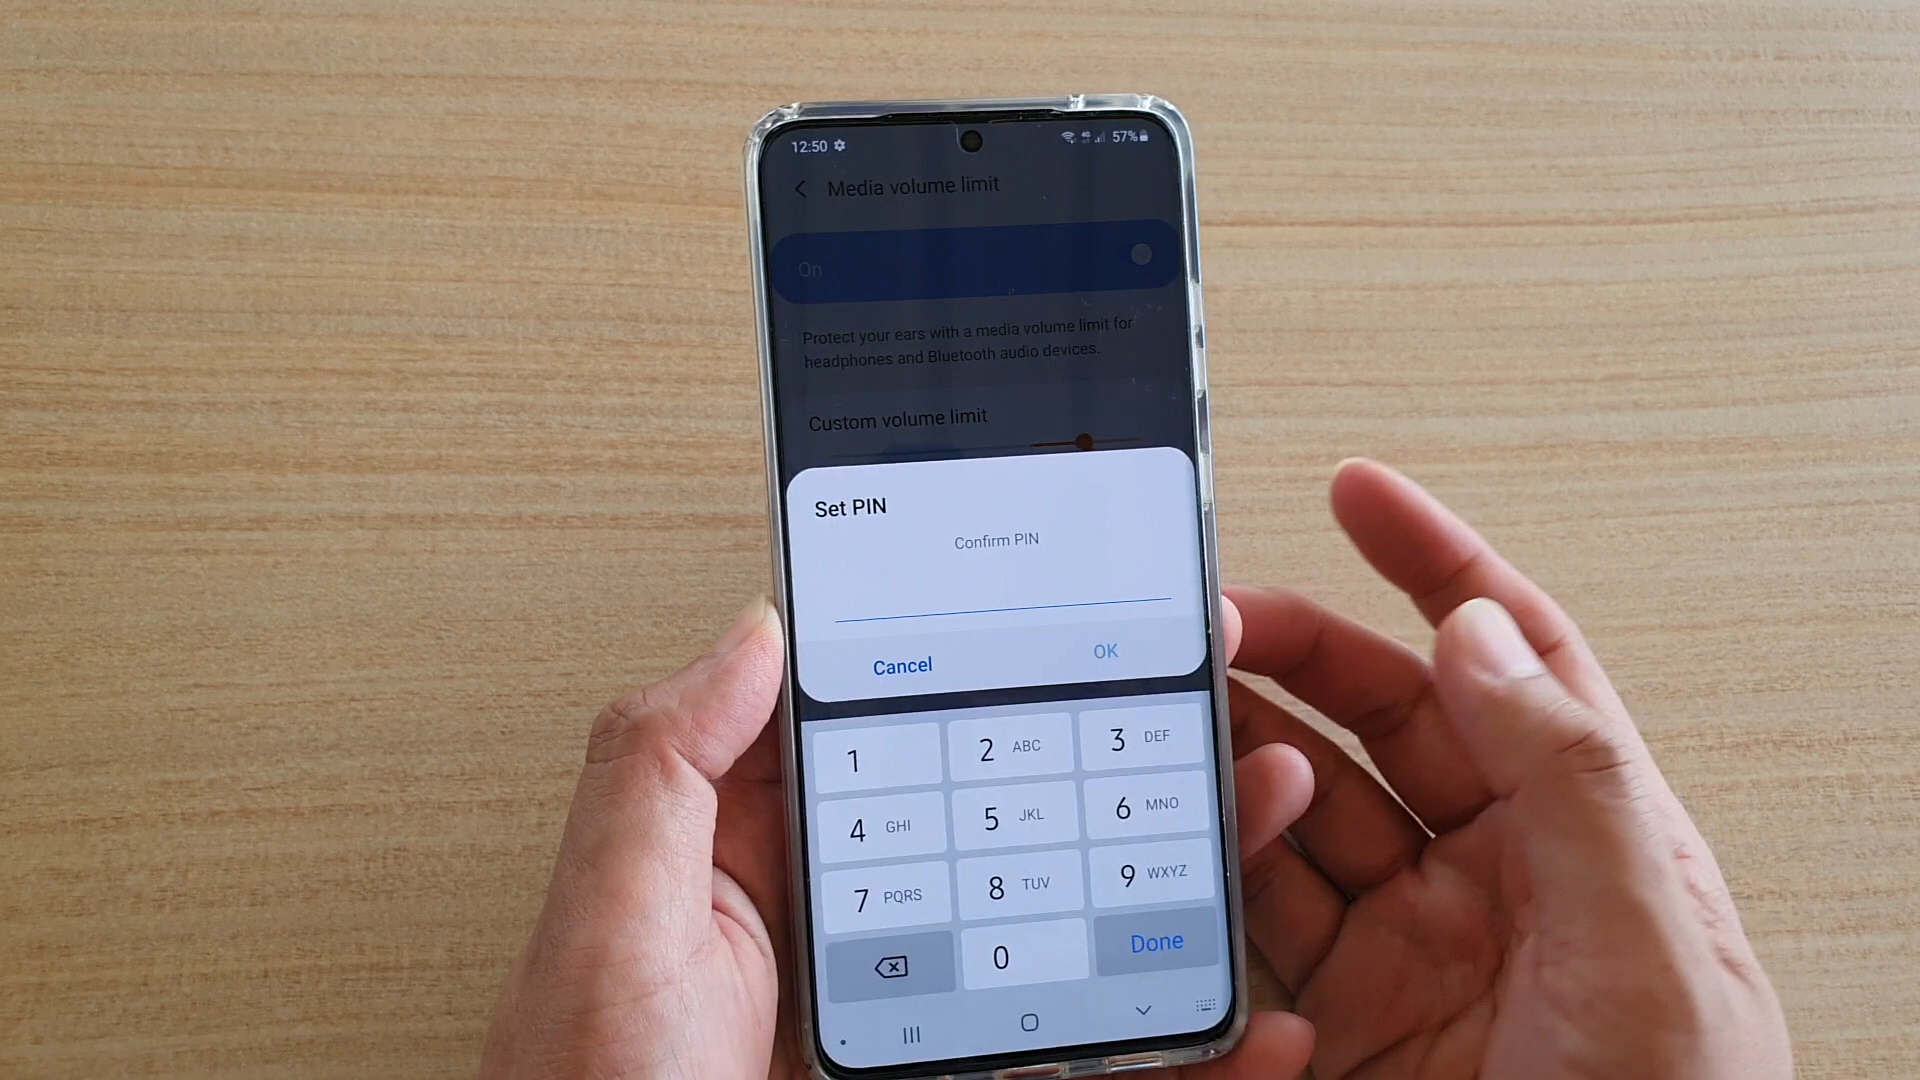 12:50
4G
57%
Media volume limit
On
Protect your ears with a media volume limit for
headphones and Bluetooth audio devices.
Custom volume limit
Set PIN
Confirm PIN
Cancel
OK
1
2 ABC
3 DEF
4 GHI
5 JKL
6 MNO
7 PQRS
8 TUV
9 WXYZ
0
Done